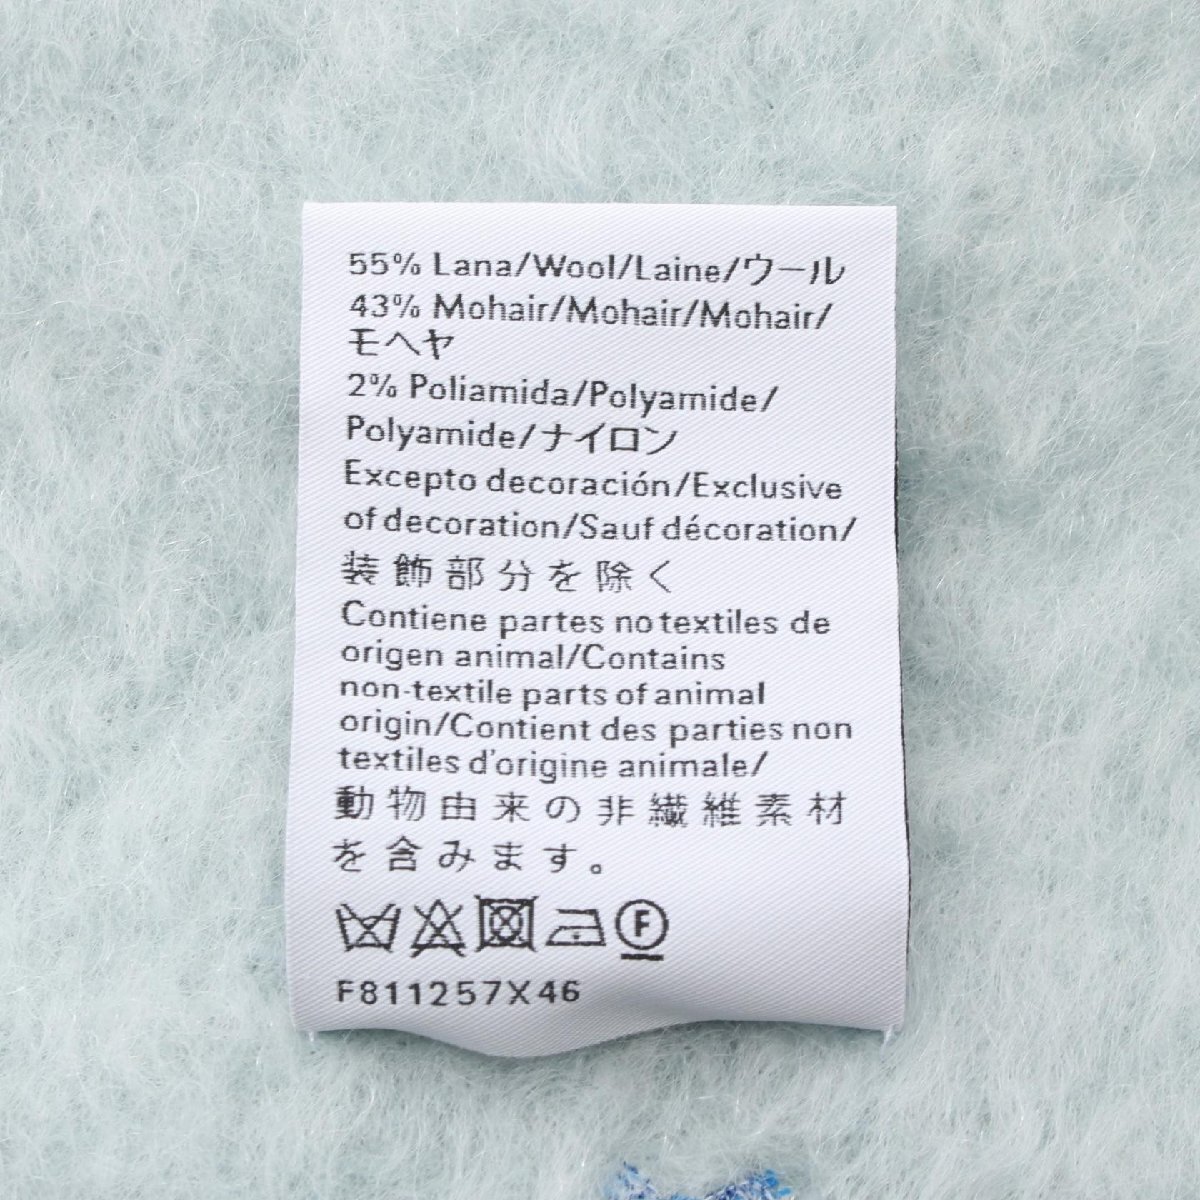 55% Lana/Wool/Laine/ウール
43% Mohair/Mohair/Mohair/
モヘヤ
2% Poliamida/Polyamide/
Polyamide/ナイロン
Excepto decoración/Exclusive
of decoration/Sauf décoration/
装飾部分を除く
Contiene partes no textiles de
origen animal/Contains
non-textile parts of animal
origin/Contient des parties non
textiles d'origine animale/
動物由来の非繊維素材
を含みます。
F
F811257X46